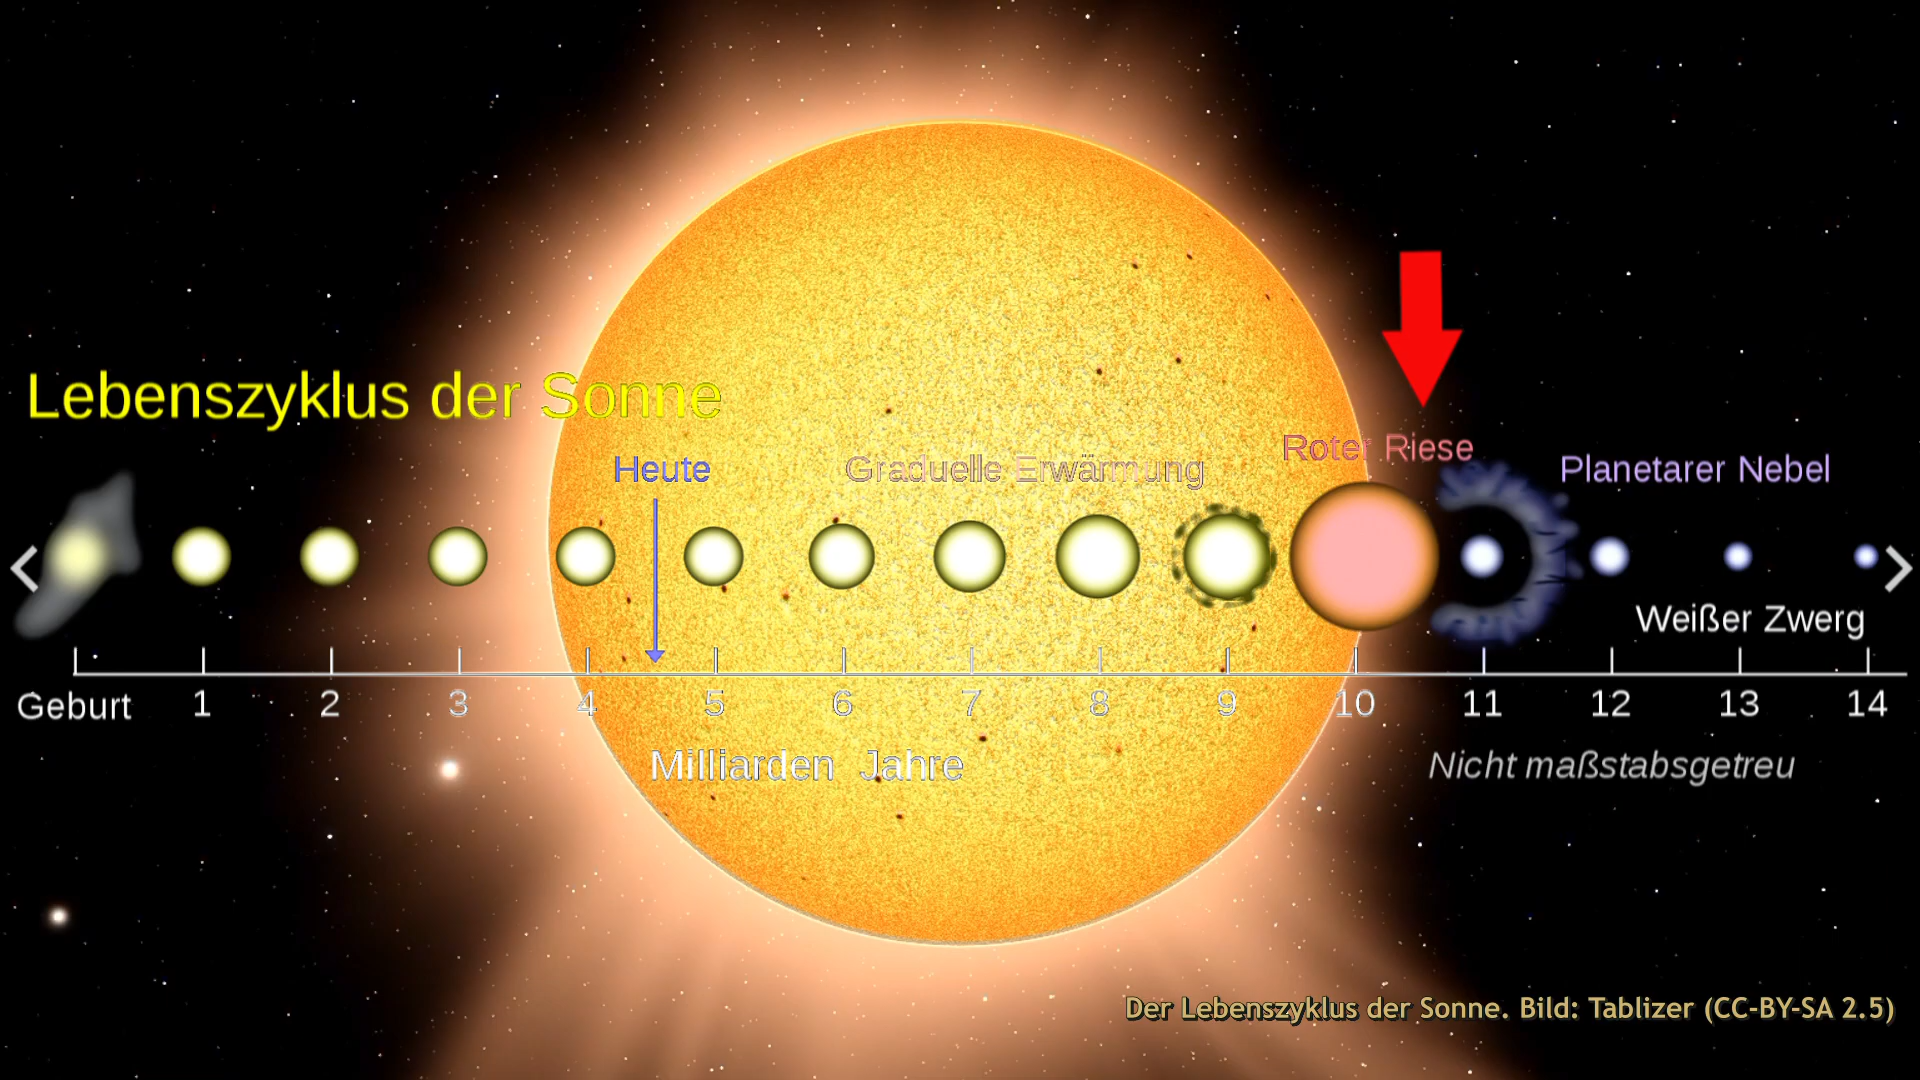 Lebenszyklus der Sonne
Heute
Graduelle Erwärmung
Roter Riese
Planetarer Nebel
Weißer Zwerg
Geburt 1 2 3 4 5 6 7 8 9 10 11 12 13 14
Milliarden Jahre
Nicht maßstabsgetreu
Der Lebenszyklus der Sonne. Bild: Tablizer (CC-BY-SA 2.5)